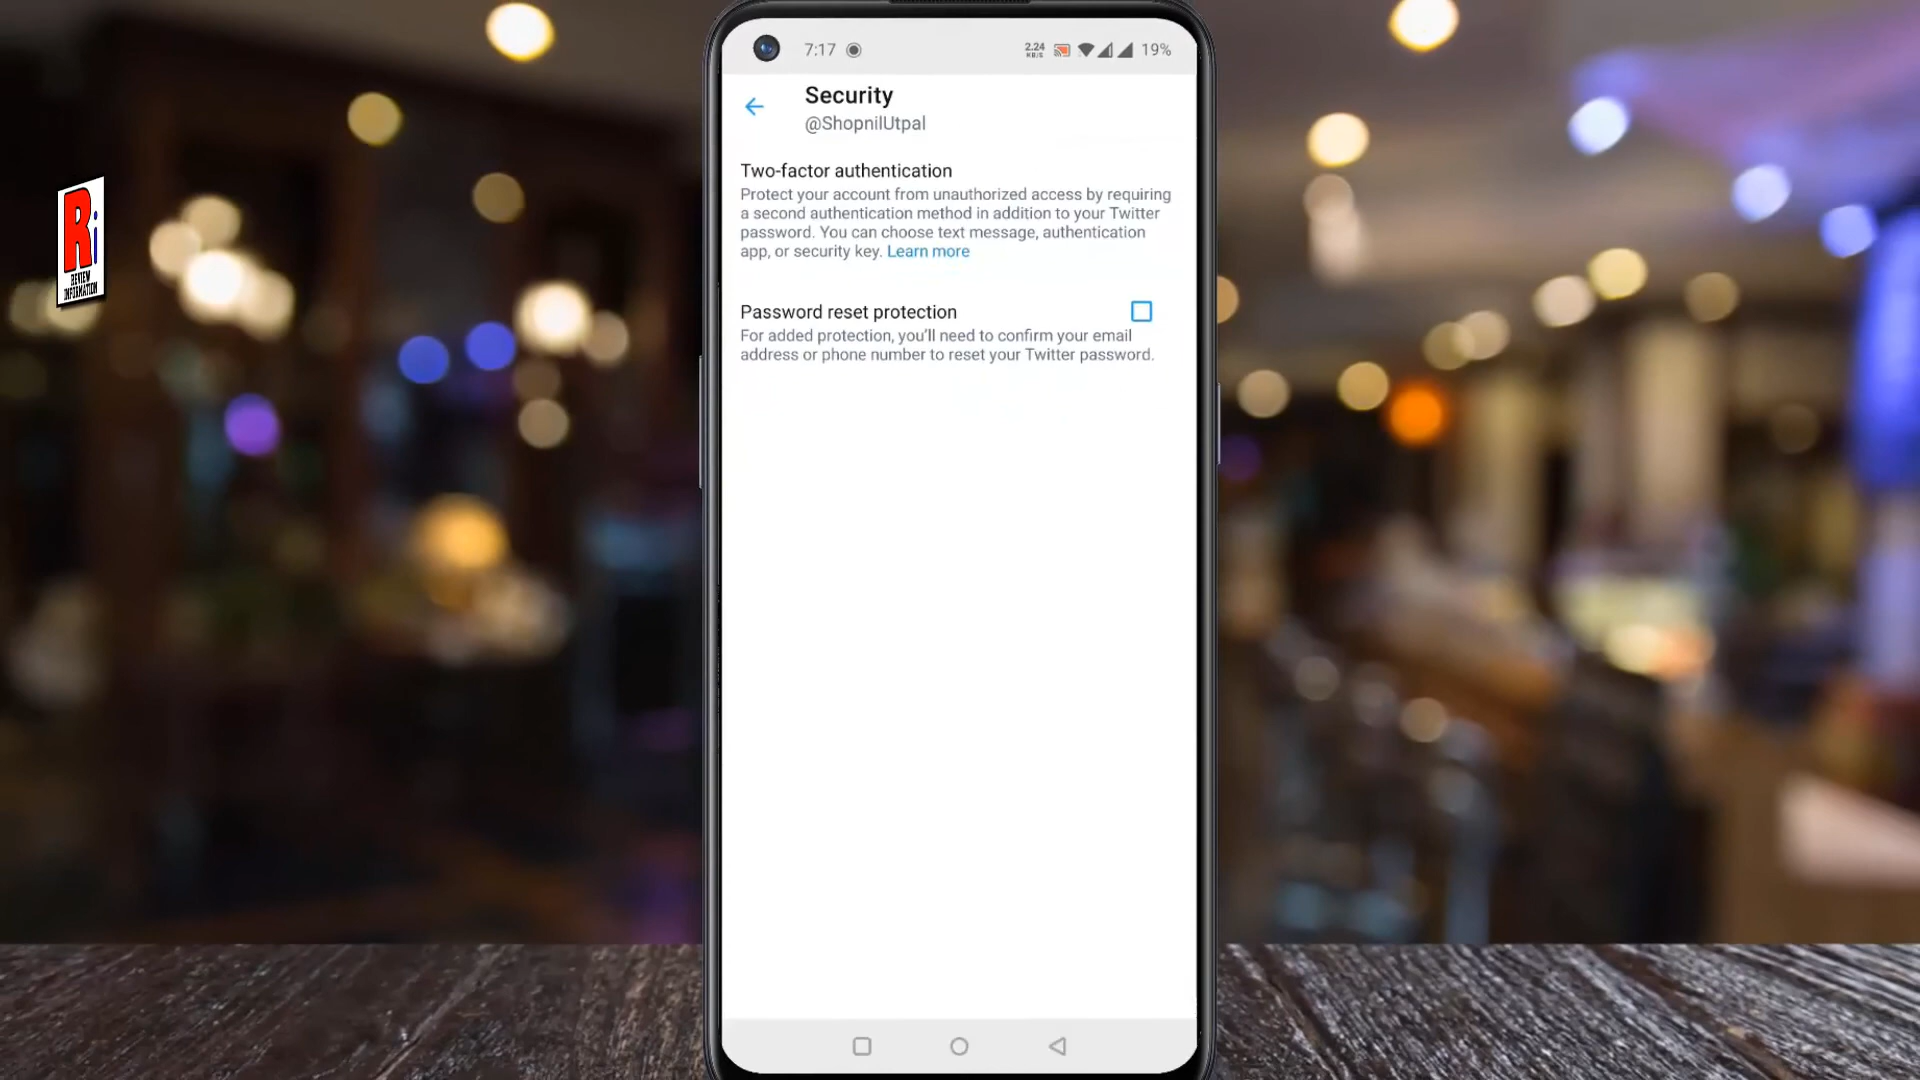 7:17
2.24
KB/S
19%
Security
@ShopnilUtpal
Two-factor authentication
Protect your account from unauthorized access by requiring
a second authentication method in addition to your Twitter
password. You can choose text message, authentication
app, or security key. Learn more
Password reset protection
For added protection, you'll need to confirm your email
address or phone number to reset your Twitter password.
Ri
REVIEW
INFORMATION